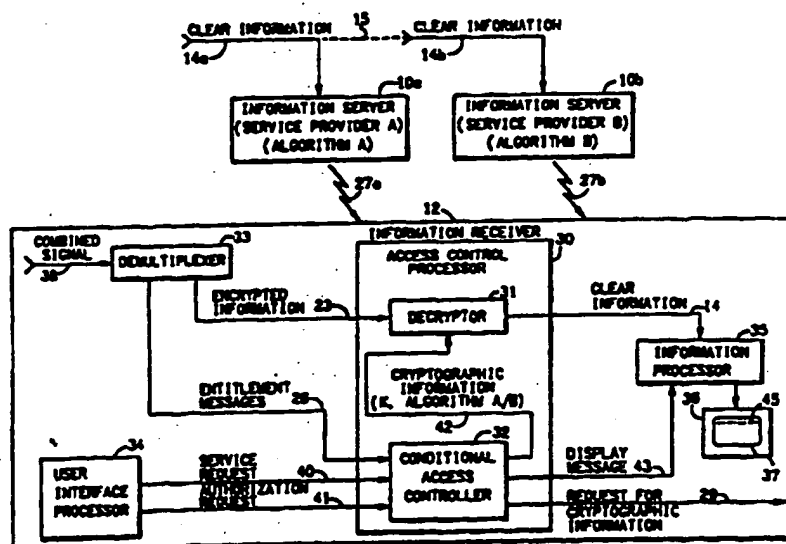 CLEAR INFORMATION
15
CLEAR INFORMATION
14a
14b
10a
10b
INFORMATION SERVER
(SERVICE PROVIDER A)
(ALGORITHM A)
INFORMATION SERVER
(SERVICE PROVIDER B)
(ALGORITHM B)
27a
27b
12
INFORMATION RECEIVER
COMBINED
SIGNAL
33
DEMULTIPLEXER
ACCESS CONTROL
PROCESSOR
30
ENCRYPTED
INFORMATION
23
31
DECRYPTOR
CLEAR
INFORMATION
14
35
INFORMATION
PROCESSOR
CRYPTOGRAPHIC
INFORMATION
(K, ALGORITHM A/B)
42
ENTITLEMENT
MESSAGES
36
45
37
34
USER
INTERFACE
PROCESSOR
SERVICE
REQUEST
40
AUTHORIZATION
REQUEST
41
32
CONDITIONAL
ACCESS
CONTROLLER
DISPLAY
MESSAGE
43
REQUEST FOR
CRYPTOGRAPHIC
INFORMATION
29